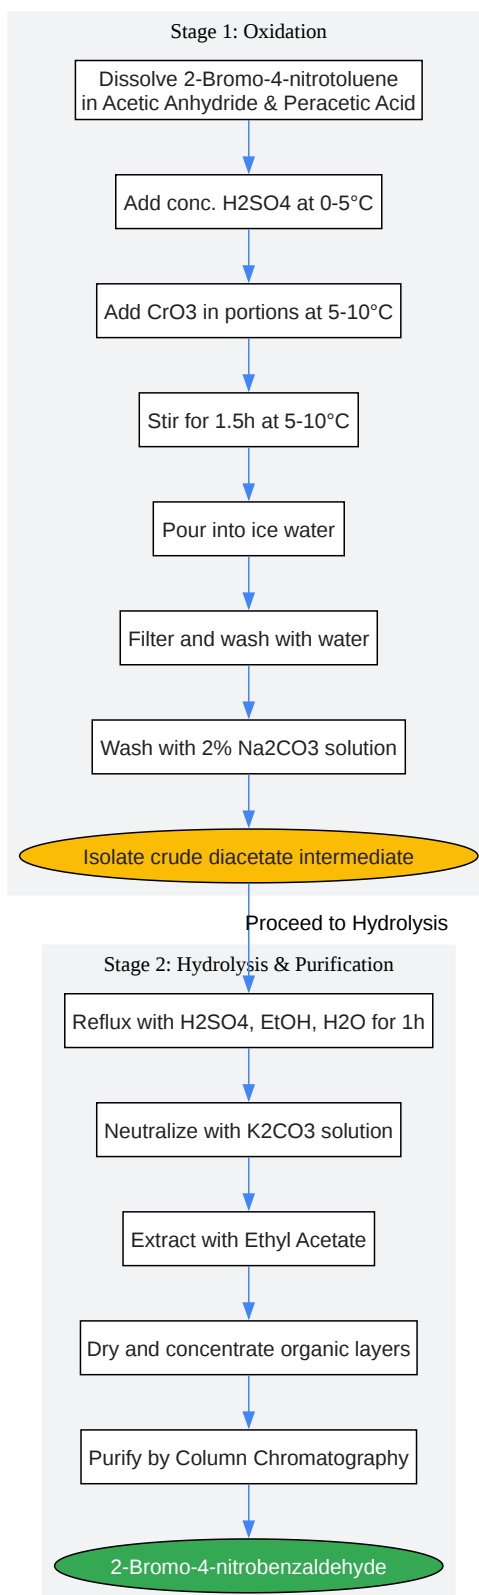 Stage 1: Oxidation
Dissolve 2-Bromo-4-nitrotoluene
in Acetic Anhydride & Peracetic Acid
Add conc. H2SO4 at 0-5°C
Add CrO3 in portions at 5-10°C
Stir for 1.5h at 5-10°C
Pour into ice water
Filter and wash with water
Wash with 2% Na2CO3 solution
Isolate crude diacetate intermediate
Proceed to Hydrolysis
Stage 2: Hydrolysis & Purification
Reflux with H2SO4, EtOH, H2O for 1h
Neutralize with K2CO3 solution
Extract with Ethyl Acetate
Dry and concentrate organic layers
Purify by Column Chromatography
2-Bromo-4-nitrobenzaldehyde